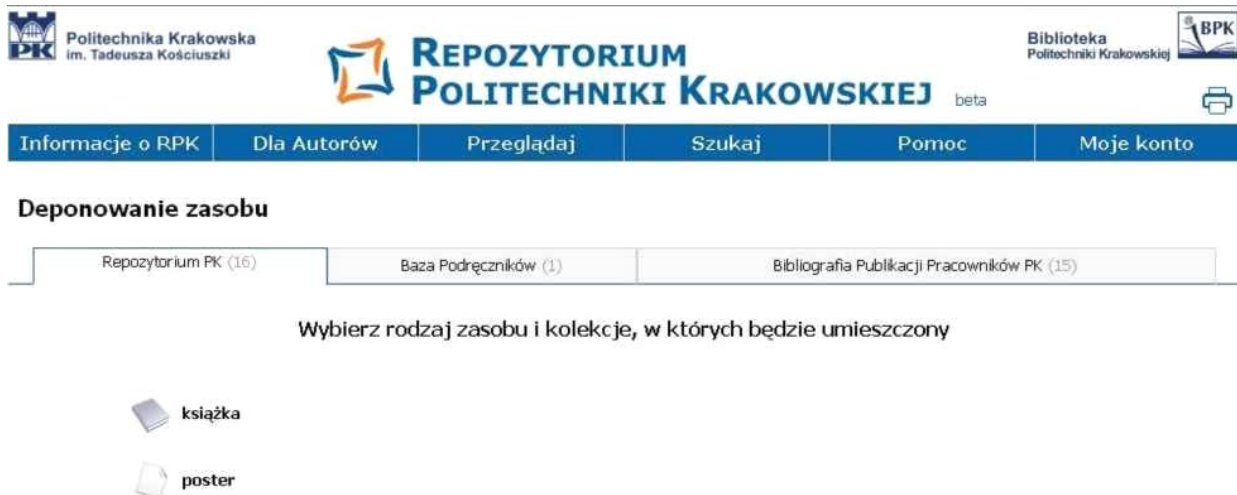 PK
Politechnika Krakowska
im. Tadeusza Kościuszki
REPOZYTORIUM
POLITECHNIKI KRAKOWSKIEJ beta
Biblioteka
Politechniki Krakowskiej
BPK
Informacje o RPK Dla Autorów Przeglądaj Szukaj Pomoc Moje konto
Deponowanie zasobu
Repozytorium PK (16) Baza Podręczników (1) Bibliografia Publikacji Pracowników PK (15)
Wybierz rodzaj zasobu i kolekcje, w których będzie umieszczony
książka
poster